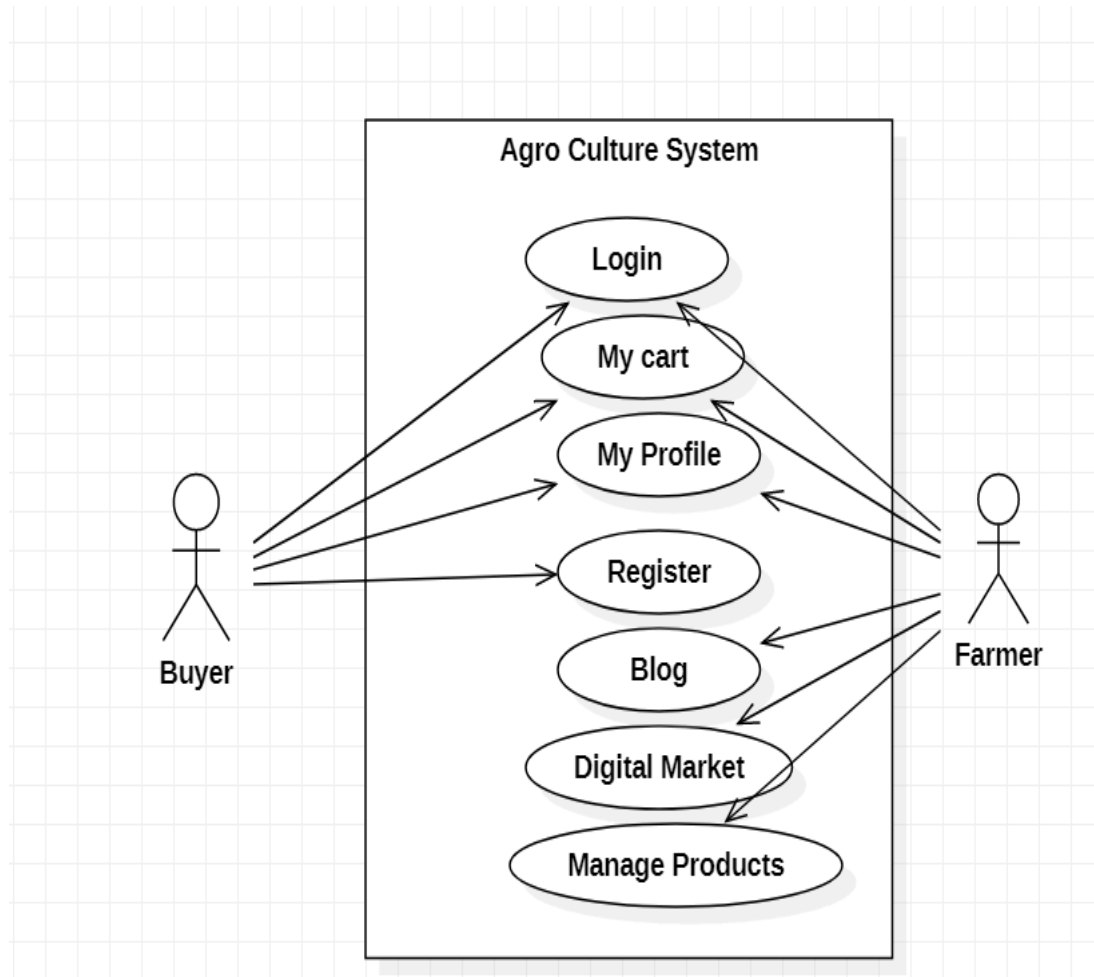 Agro Culture System
Login
My cart
My Profile
Register
Blog
Digital Market
Manage Products
Buyer
Farmer